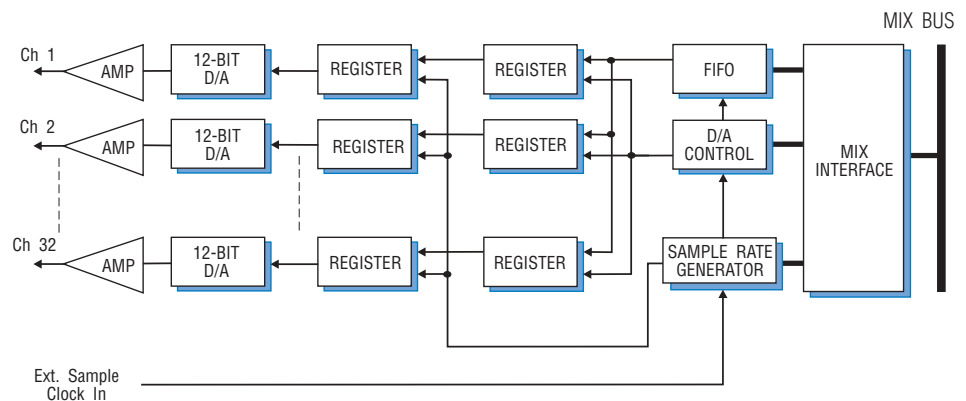 MIX BUS
Ch 1
AMP
12-BIT
D/A
REGISTER
REGISTER
FIFO
Ch 2
AMP
12-BIT
D/A
REGISTER
REGISTER
D/A
CONTROL
MIX
INTERFACE
Ch 32
AMP
12-BIT
D/A
REGISTER
REGISTER
SAMPLE RATE
GENERATOR
Ext. Sample
Clock In